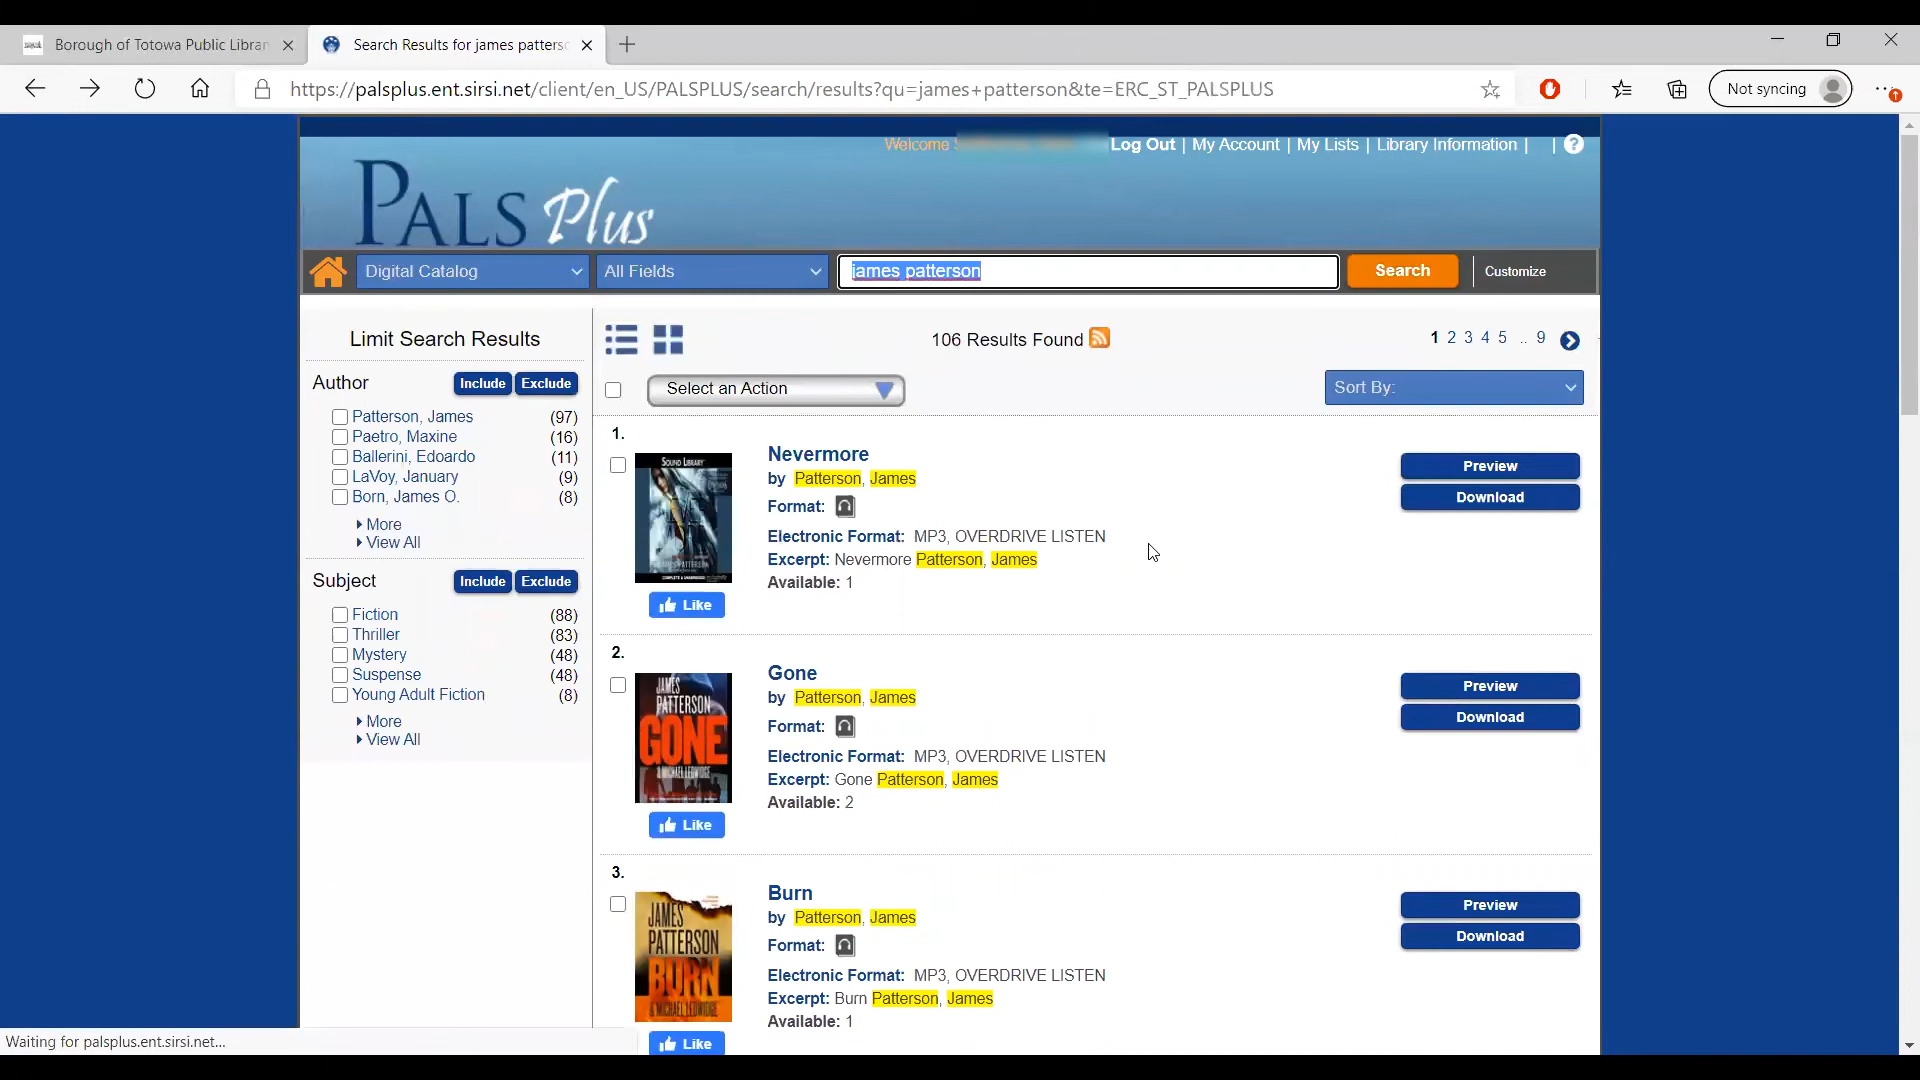 Borough of Totowa Public Librar
Search Results for james patterso
https://palsplus.ent.sirsi.net/client/en_US/PALSPLUS/search/results?qu=james+patterson&te=ERC_ST_PALSPLUS
Not syncing
Welcome Log Out | My Account | My Lists | Library Information | | ?
PALS Plus
Digital Catalog All Fields james patterson Search Customize
Limit Search Results
106 Results Found
1 2 3 4 5 .. 9
Select an Action
Sort By:
Author Include Exclude
Patterson, James (97)
Paetro, Maxine (16)
Ballerini, Edoardo (11)
LaVoy, January (9)
Born, James O. (8)
More
View All
Subject Include Exclude
Fiction (88)
Thriller (83)
Mystery (48)
Suspense (48)
Young Adult Fiction (8)
More
View All
1.
SOUND LIBRARY
Nevermore
by Patterson, James
Format:
Electronic Format: MP3, OVERDRIVE LISTEN
Excerpt: Nevermore Patterson, James
Available: 1
Preview
Download
Like
2.
JAMES
PATTERSON
GONE
& MICHAEL LEDWIDGE
Gone
by Patterson, James
Format:
Electronic Format: MP3, OVERDRIVE LISTEN
Excerpt: Gone Patterson, James
Available: 2
Preview
Download
Like
3.
JAMES
PATTERSON
BURN
& MICHAEL LEDWIDGE
Burn
by Patterson, James
Format:
Electronic Format: MP3, OVERDRIVE LISTEN
Excerpt: Burn Patterson, James
Available: 1
Preview
Download
Like
Waiting for palsplus.ent.sirsi.net...